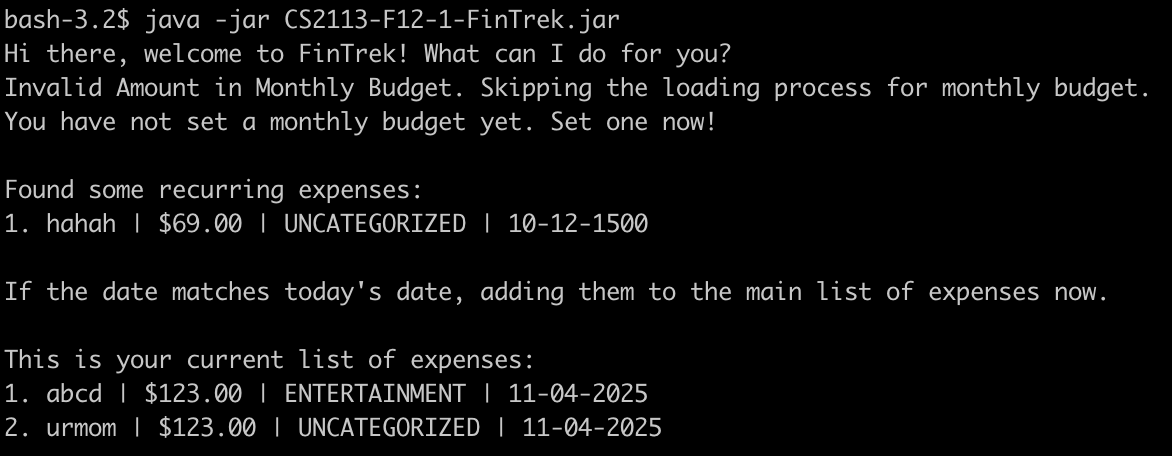 bash-3.2$ java -jar CS2113-F12-1-FinTrek.jar
Hi there, welcome to FinTrek! What can I do for you?
Invalid Amount in Monthly Budget. Skipping the loading process for monthly budget.
You have not set a monthly budget yet. Set one now!
Found some recurring expenses:
1. hahah | $69.00 | UNCATEGORIZED | 10-12-1500
If the date matches today's date, adding them to the main list of expenses now.
This is your current list of expenses:
1. abcd | $123.00 | ENTERTAINMENT | 11-04-2025
2. urmom | $123.00 | UNCATEGORIZED | 11-04-2025